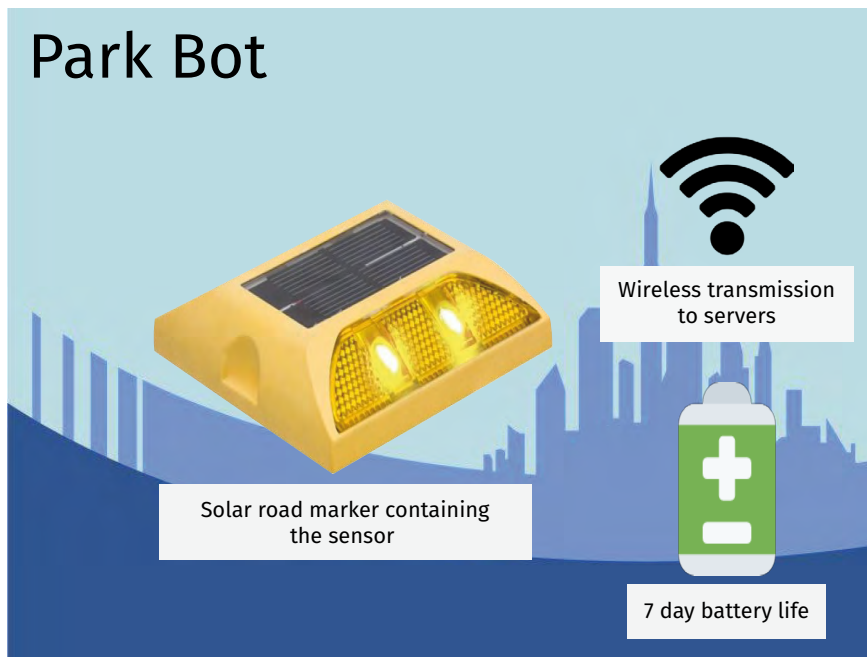 Park Bot
Wireless transmission
to servers
Solar road marker containing
the sensor
7 day battery life